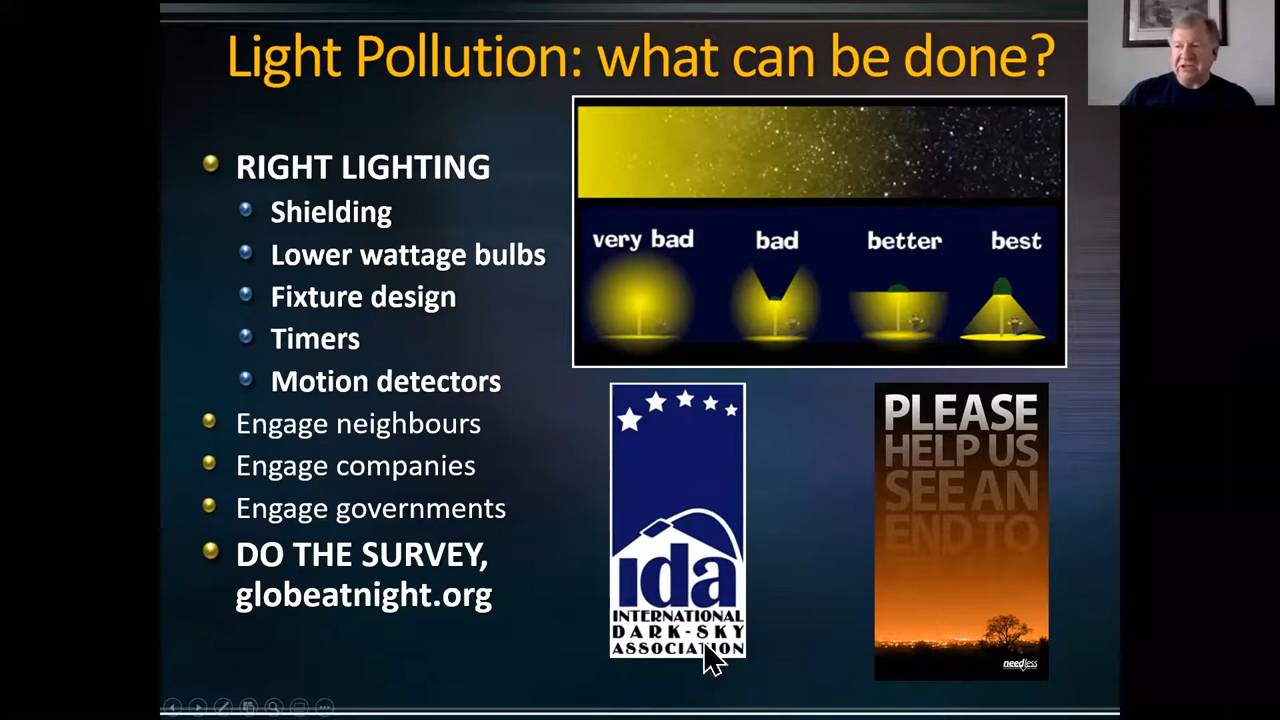 Light Pollution: what can be done?
RIGHT LIGHTING
Shielding
Lower wattage bulbs
Fixture design
Timers
Motion detectors
Engage neighbours
Engage companies
Engage governments
DO THE SURVEY,
globeatnight.org
very bad
bad
better
best
ida
INTERNATIONAL
DARK-SKY
ASSOCIATION
PLEASE
HELP US
SEE AN
END TO
needless